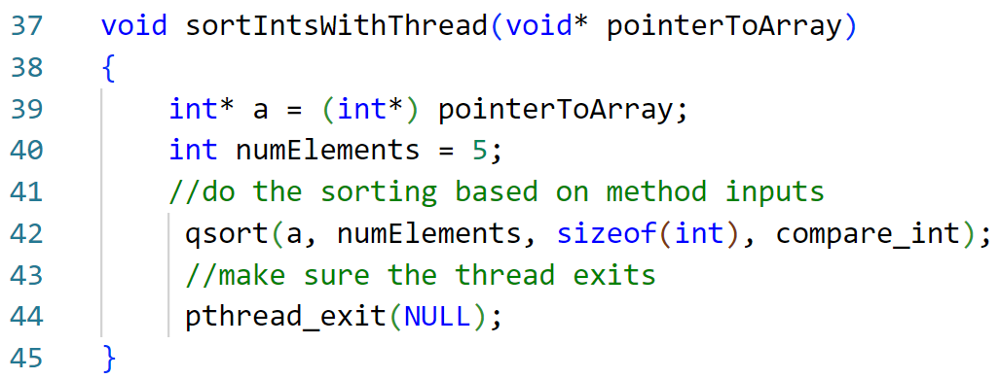 37 void sortIntsWithThread(void* pointerToArray)
38 {
39 int* a = (int*) pointerToArray;
40 int numElements = 5;
41 //do the sorting based on method inputs
42 qsort(a, numElements, sizeof(int), compare_int);
43 //make sure the thread exits
44 pthread_exit(NULL);
45 }